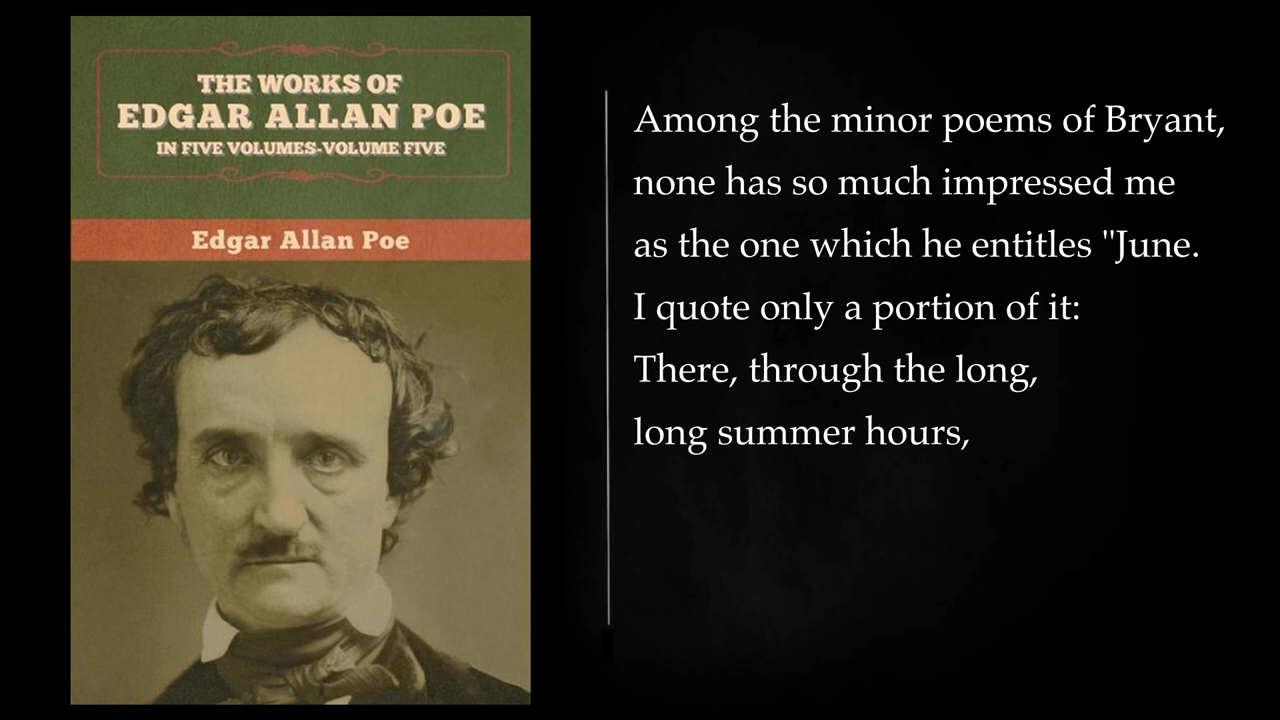 THE WORKS OF
EDGAR ALLAN POE
IN FIVE VOLUMES-VOLUME FIVE
Edgar Allan Poe
Among the minor poems of Bryant,
none has so much impressed me
as the one which he entitles "June.
I quote only a portion of it:
There, through the long,
long summer hours,